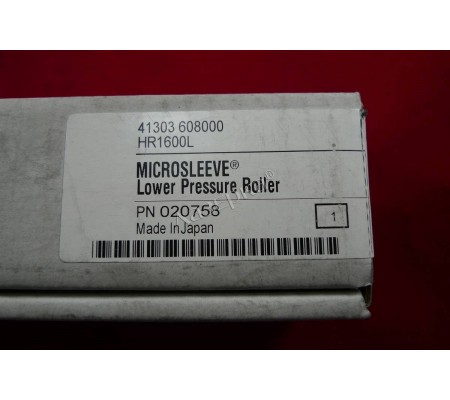 41303 608000
HR1600L
MICROSLEEVE®
Lower Pressure Roller
PN 020758
1
Made In Japan